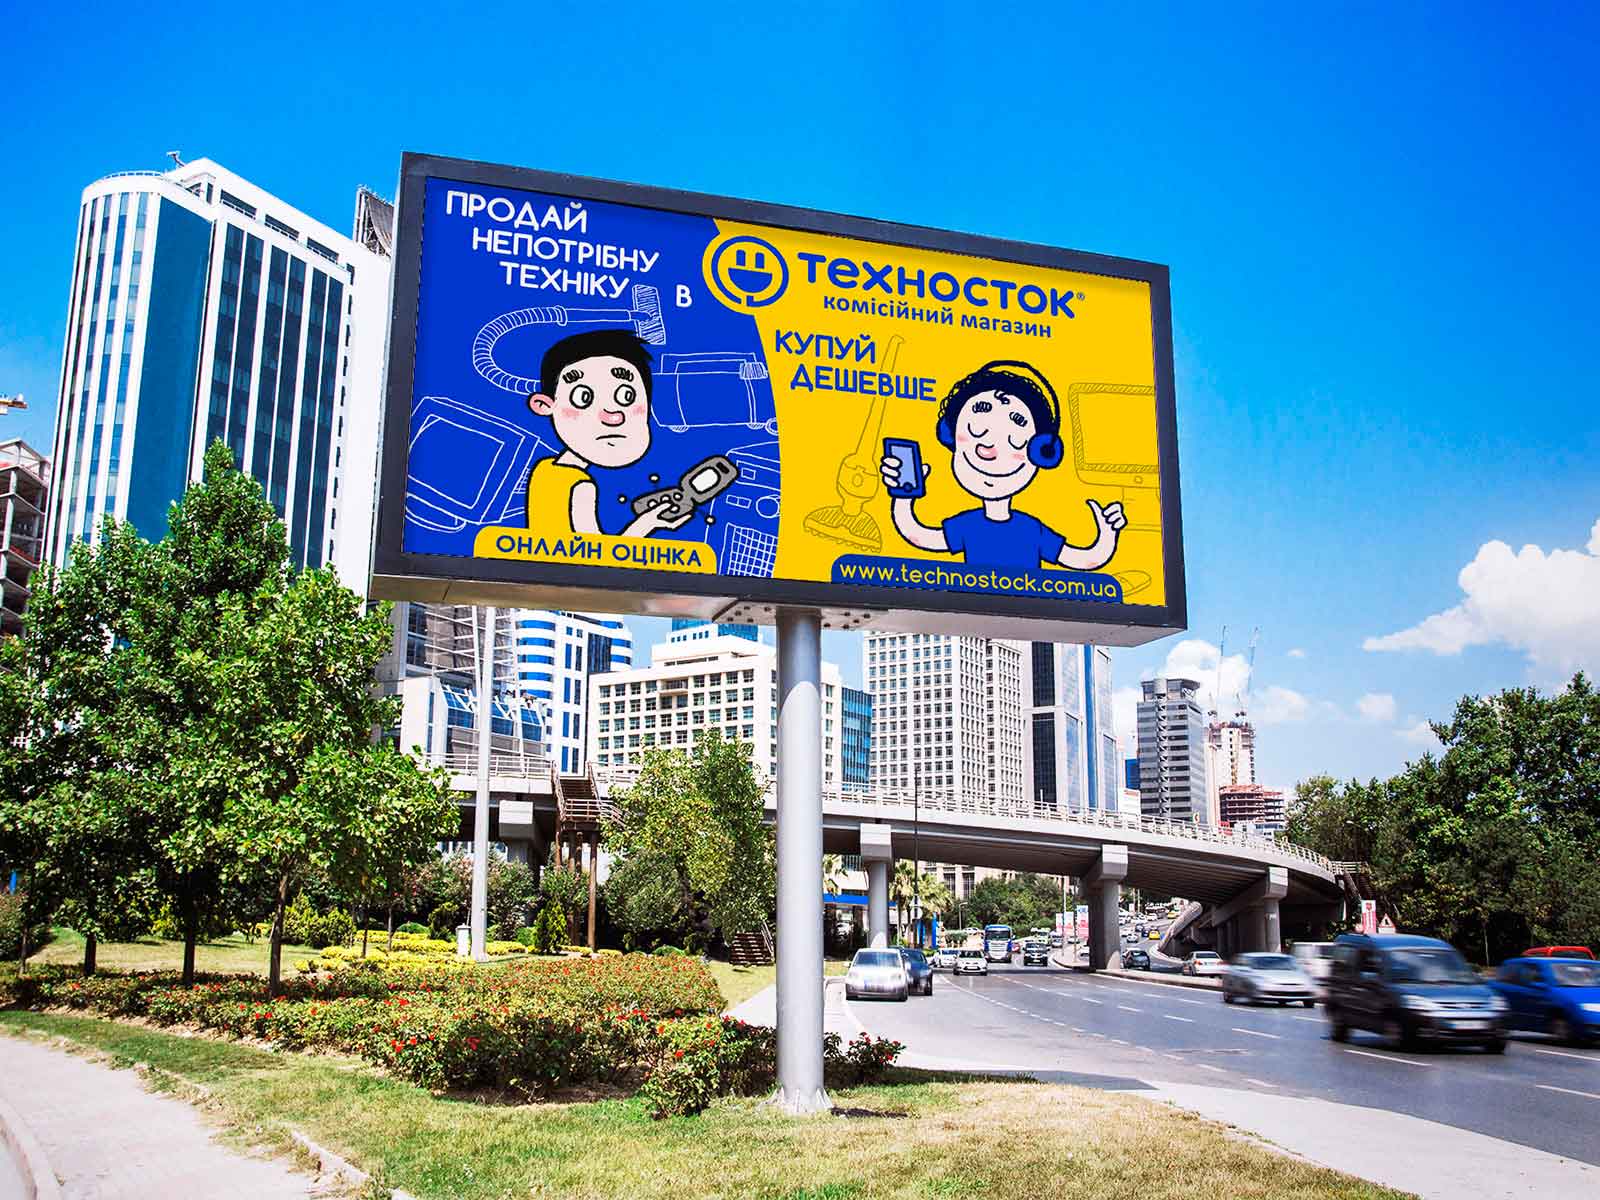 ПРОДАЙ
НЕПОТРІБНУ
ТЕХНІКУ В
ТЕХНОСТОК®
комісійний магазин
КУПУЙ
ДЕШЕВШЕ
ОНЛАЙН ОЦІНКА
www.technostock.com.ua